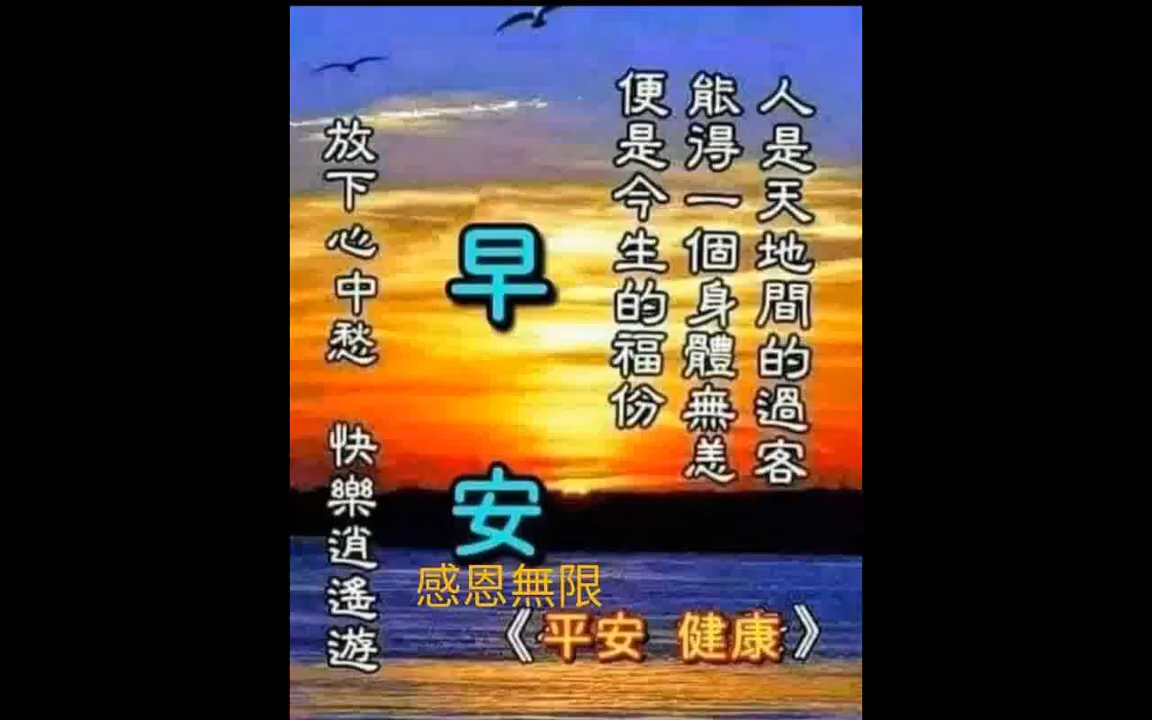 人是天地間的過客
能得一個身體無恙
便是今生的福份
早安
放下心中愁 快樂逍遙遊
感恩無限
《平安 健康》